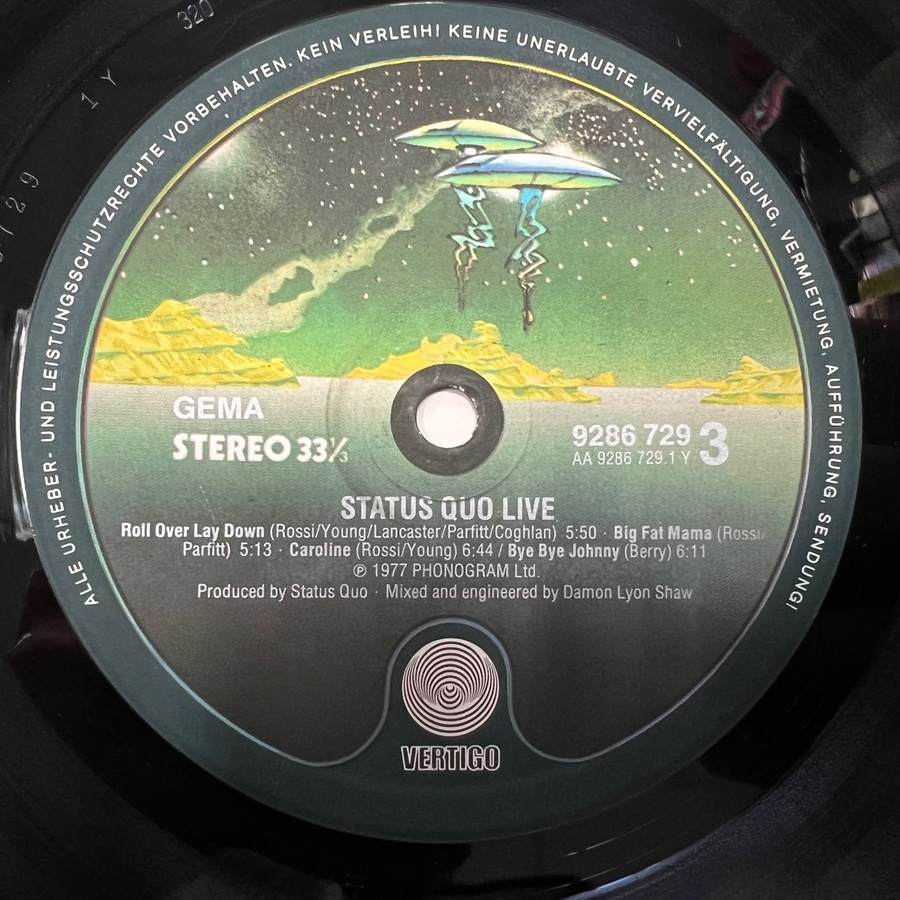 ALLE URHEBER- UND LEISTUNGSSCHUTZRECHTE VORBEHALTEN. KEIN VERLEIH! KEINE UNERLAUBTE VERVIELFÄLTIGUNG, VERMIETUNG, AUFFÜHRUNG, SENDUNG!
320
1 Y
729
GEMA
STEREO 33⅓
9286 729 3
AA 9286 729.1 Y
STATUS QUO LIVE
Roll Over Lay Down (Rossi/Young/Lancaster/Parfitt/Coghlan) 5:50 · Big Fat Mama (Rossi/
Parfitt) 5:13 · Caroline (Rossi/Young) 6:44 / Bye Bye Johnny (Berry) 6:11
℗ 1977 PHONOGRAM Ltd.
Produced by Status Quo · Mixed and engineered by Damon Lyon Shaw
VERTIGO